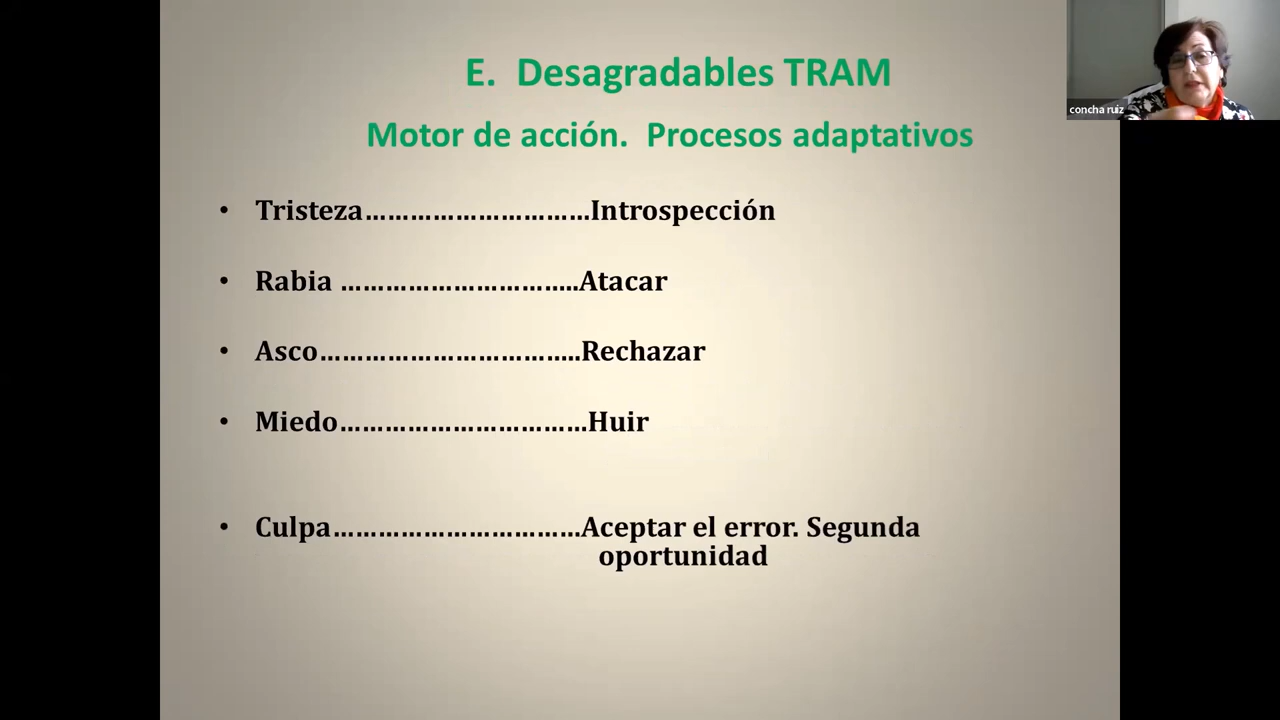 E. Desagradables TRAM
Motor de acción. Procesos adaptativos
concha ruiz
• Tristeza…………………………Introspección
• Rabia …………………………..Atacar
• Asco……………………………..Rechazar
• Miedo……………………………Huir
• Culpa……………………………Aceptar el error. Segunda
oportunidad